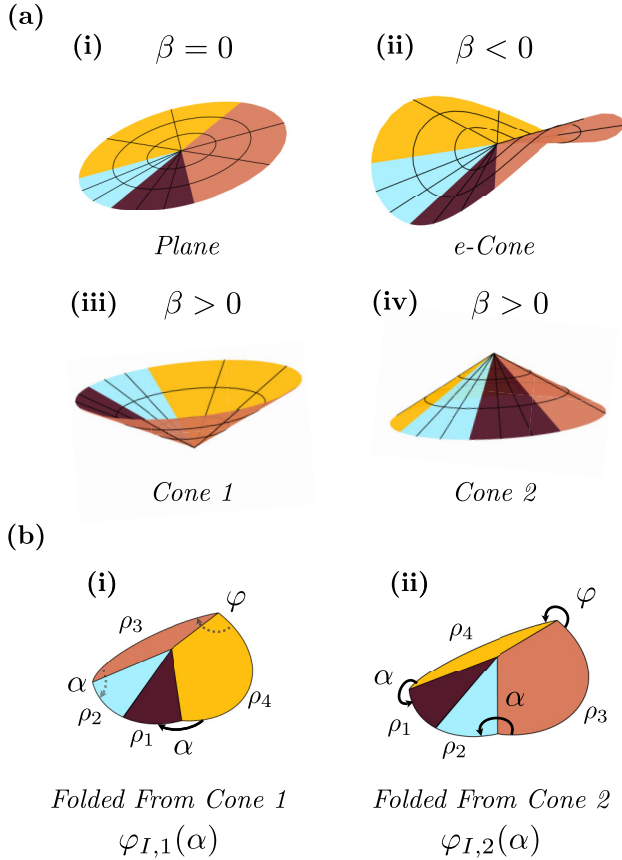 (a)
(i) β = 0
(ii) β < 0
Plane
e-Cone
(iii) β > 0
(iv) β > 0
Cone 1
Cone 2
(b)
(i)
(ii)
ρ3 φ
α
ρ2 ρ4
ρ1 α
φ
ρ4
α α
ρ1 ρ3
ρ2
Folded From Cone 1
Folded From Cone 2
φI,1(α)
φI,2(α)